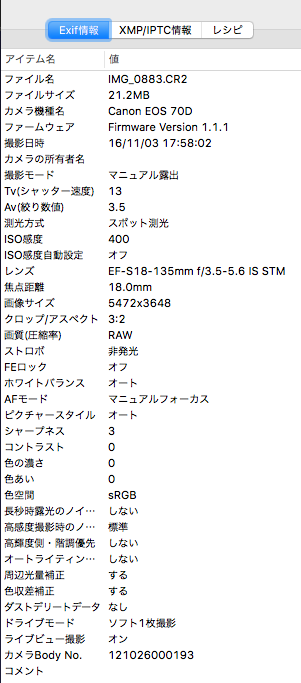 Exif情報 XMP/IPTC情報 レシピ
アイテム名 値
ファイル名 IMG_0883.CR2
ファイルサイズ 21.2MB
カメラ機種名 Canon EOS 70D
ファームウェア Firmware Version 1.1.1
撮影日時 16/11/03 17:58:02
カメラの所有者名
撮影モード マニュアル露出
Tv(シャッター速度) 13
Av(絞り数値) 3.5
測光方式 スポット測光
ISO感度 400
ISO感度自動設定 オフ
レンズ EF-S18-135mm f/3.5-5.6 IS STM
焦点距離 18.0mm
画像サイズ 5472x3648
クロップ/アスペクト 3:2
画質(圧縮率) RAW
ストロボ 非発光
FEロック オフ
ホワイトバランス オート
AFモード マニュアルフォーカス
ピクチャースタイル オート
シャープネス 3
コントラスト 0
色の濃さ 0
色あい 0
色空間 sRGB
長秒時露光のノイ… しない
高感度撮影時のノ… 標準
高輝度側・階調優先 しない
オートライティン… しない
周辺光量補正 する
色収差補正 する
ダストデリートデータ なし
ドライブモード ソフト1枚撮影
ライブビュー撮影 オン
カメラBody No. 121026000193
コメント